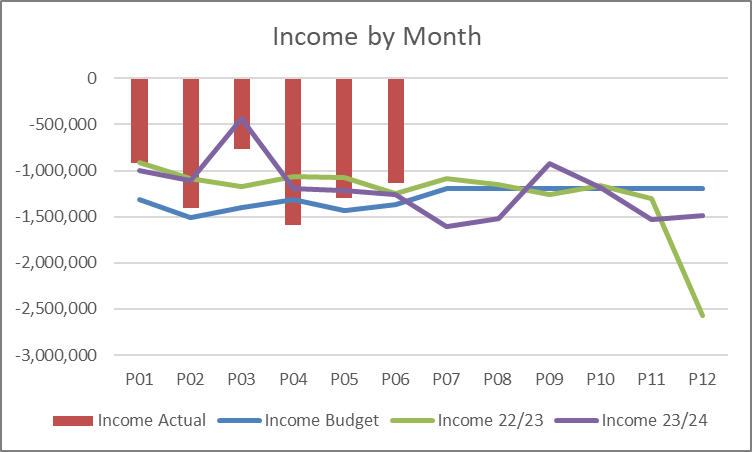 Income by Month
0
-500,000
-1,000,000
-1,500,000
-2,000,000
-2,500,000
-3,000,000
P01 P02 P03 P04 P05 P06 P07 P08 P09 P10 P11 P12
Income Actual Income Budget Income 22/23 Income 23/24